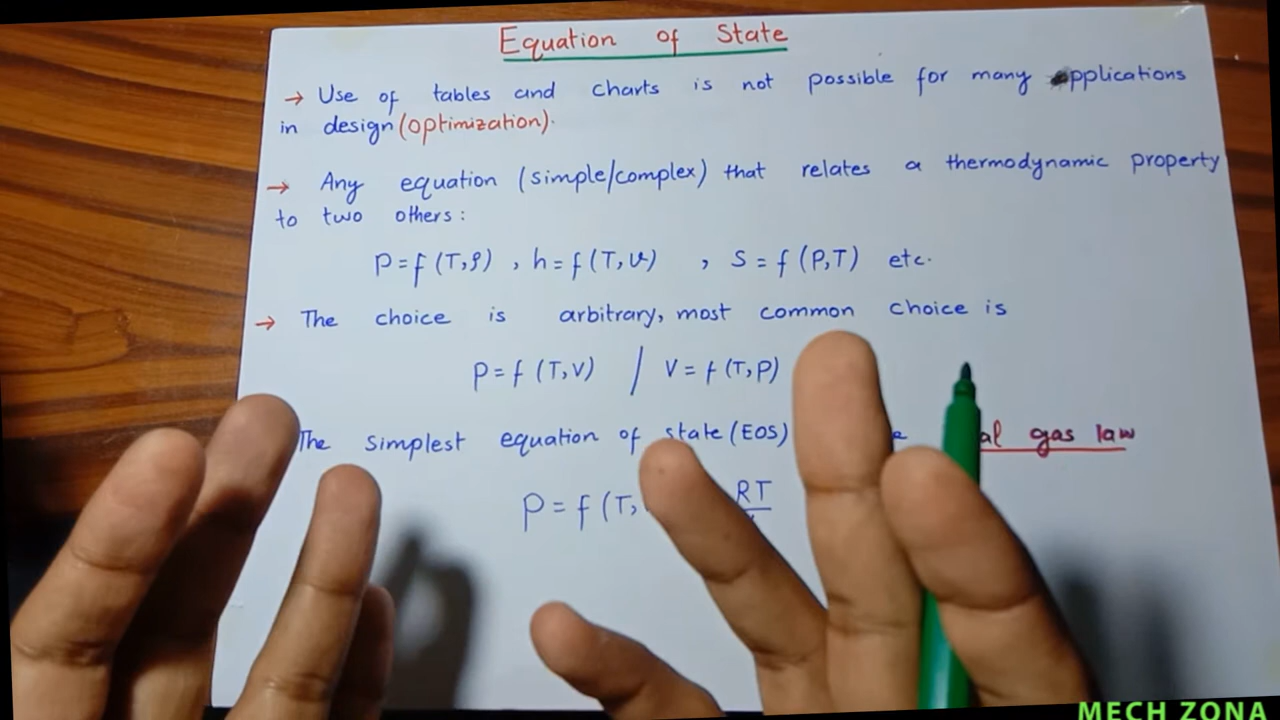 Equation of State
→ Use of tables and charts is not possible for many applications
in design (optimization).
→ Any equation (simple/complex) that relates a thermodynamic property
to two others:
P = f (T, ρ) , h = f (T, v) , S = f (P, T) etc.
→ The choice is arbitrary, most common choice is
P = f (T, V) / V = f (T, P)
The simplest equation of state (EOS) gas law
P = f (T, RT
MECH ZONA